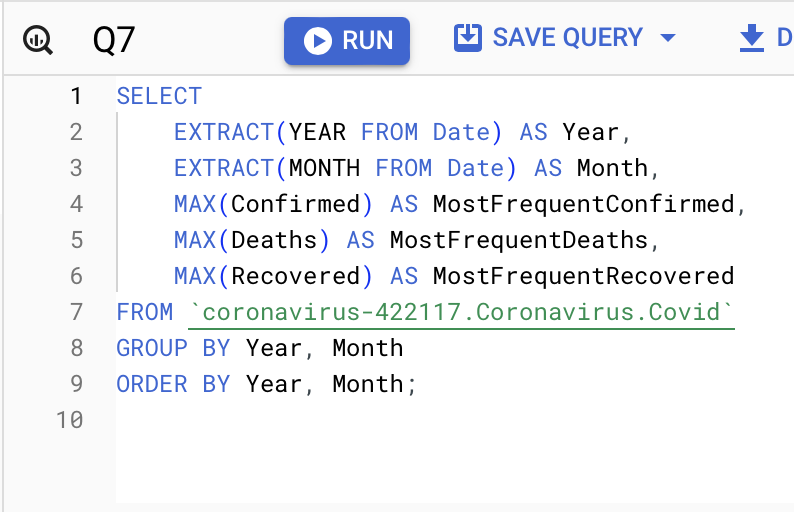 Q7 RUN SAVE QUERY D
1 SELECT
2 EXTRACT(YEAR FROM Date) AS Year,
3 EXTRACT(MONTH FROM Date) AS Month,
4 MAX(Confirmed) AS MostFrequentConfirmed,
5 MAX(Deaths) AS MostFrequentDeaths,
6 MAX(Recovered) AS MostFrequentRecovered
7 FROM `coronavirus-422117.Coronavirus.Covid`
8 GROUP BY Year, Month
9 ORDER BY Year, Month;
10